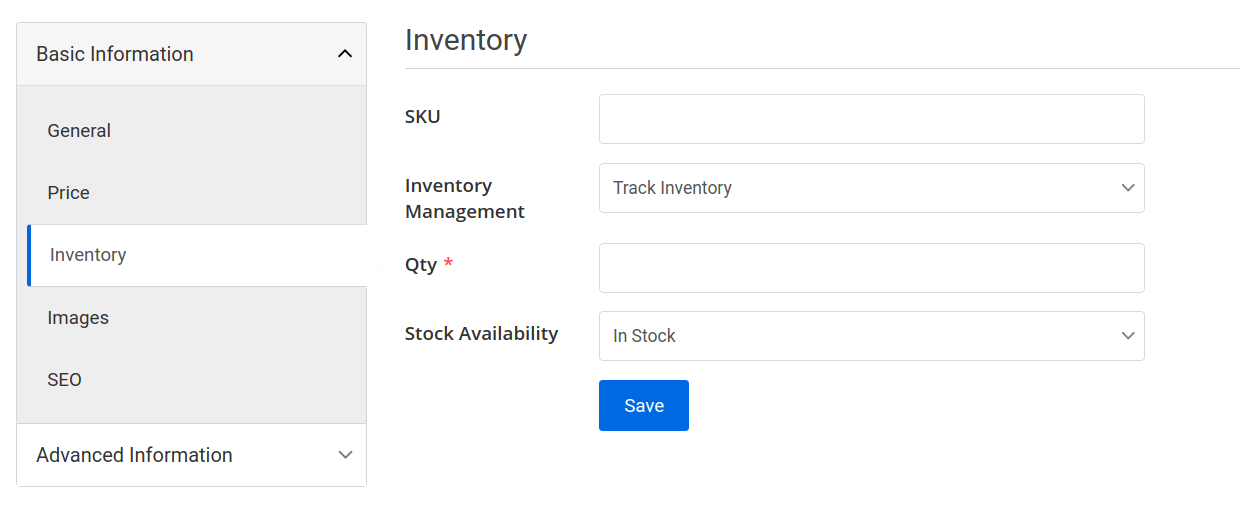 Basic Information
General
Price
Inventory
Images
SEO
Advanced Information
Inventory
SKU
Inventory
Management
Track Inventory
Qty *
Stock Availability
In Stock
Save